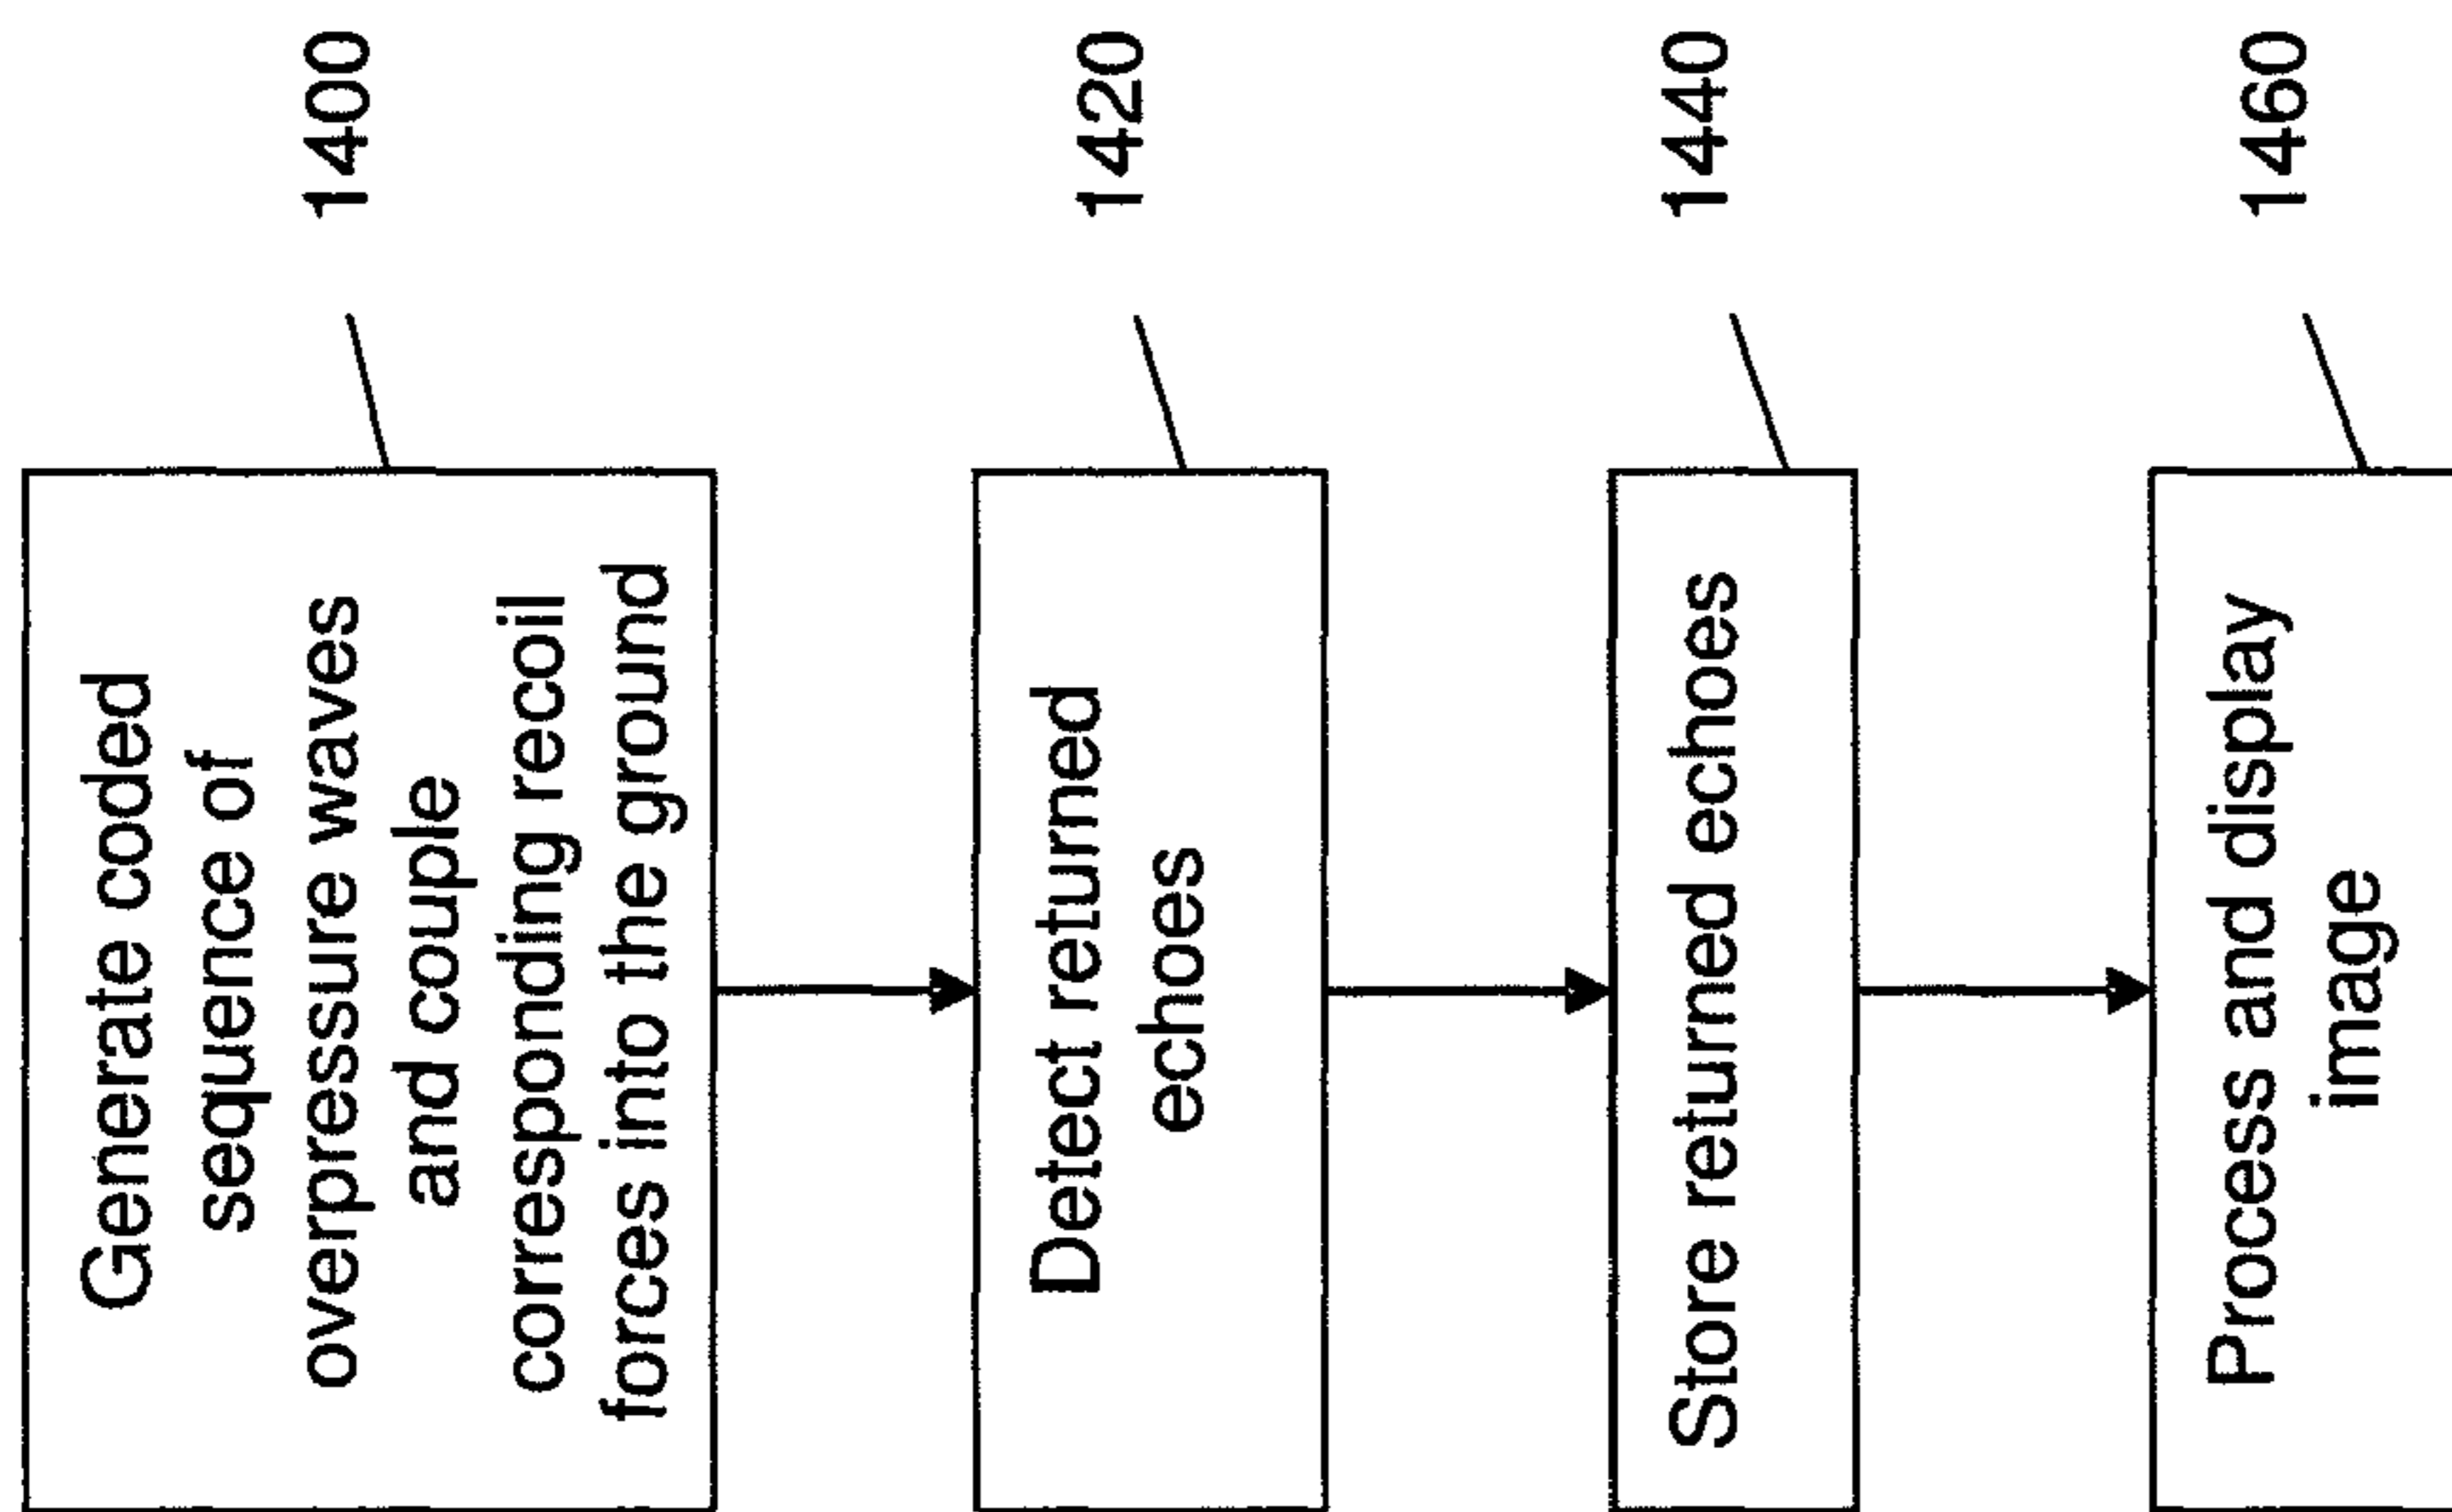 Generate coded
sequence of
overpressure waves
and couple
corresponding recoil
forces into the ground
1400
Detect returned
echoes
1420
Store returned echoes
1440
Process and display
image
1460